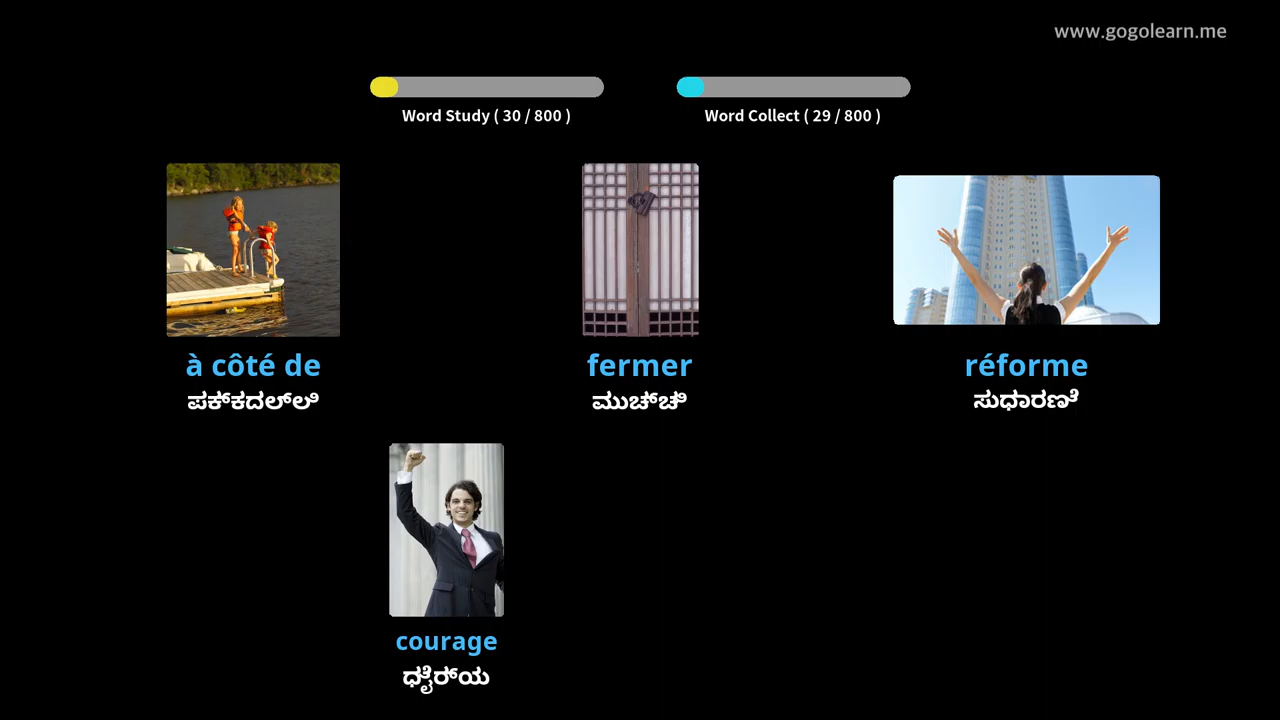 www.gogolearn.me
Word Study ( 30 / 800 )
Word Collect ( 29 / 800 )
à côté de
fermer
réforme
ಪಕ್ಕದಲ್ಲಿ
ಮುಚ್ಚಿ
ಸುಧಾರಣೆ
courage
ಧೈರ್ಯ